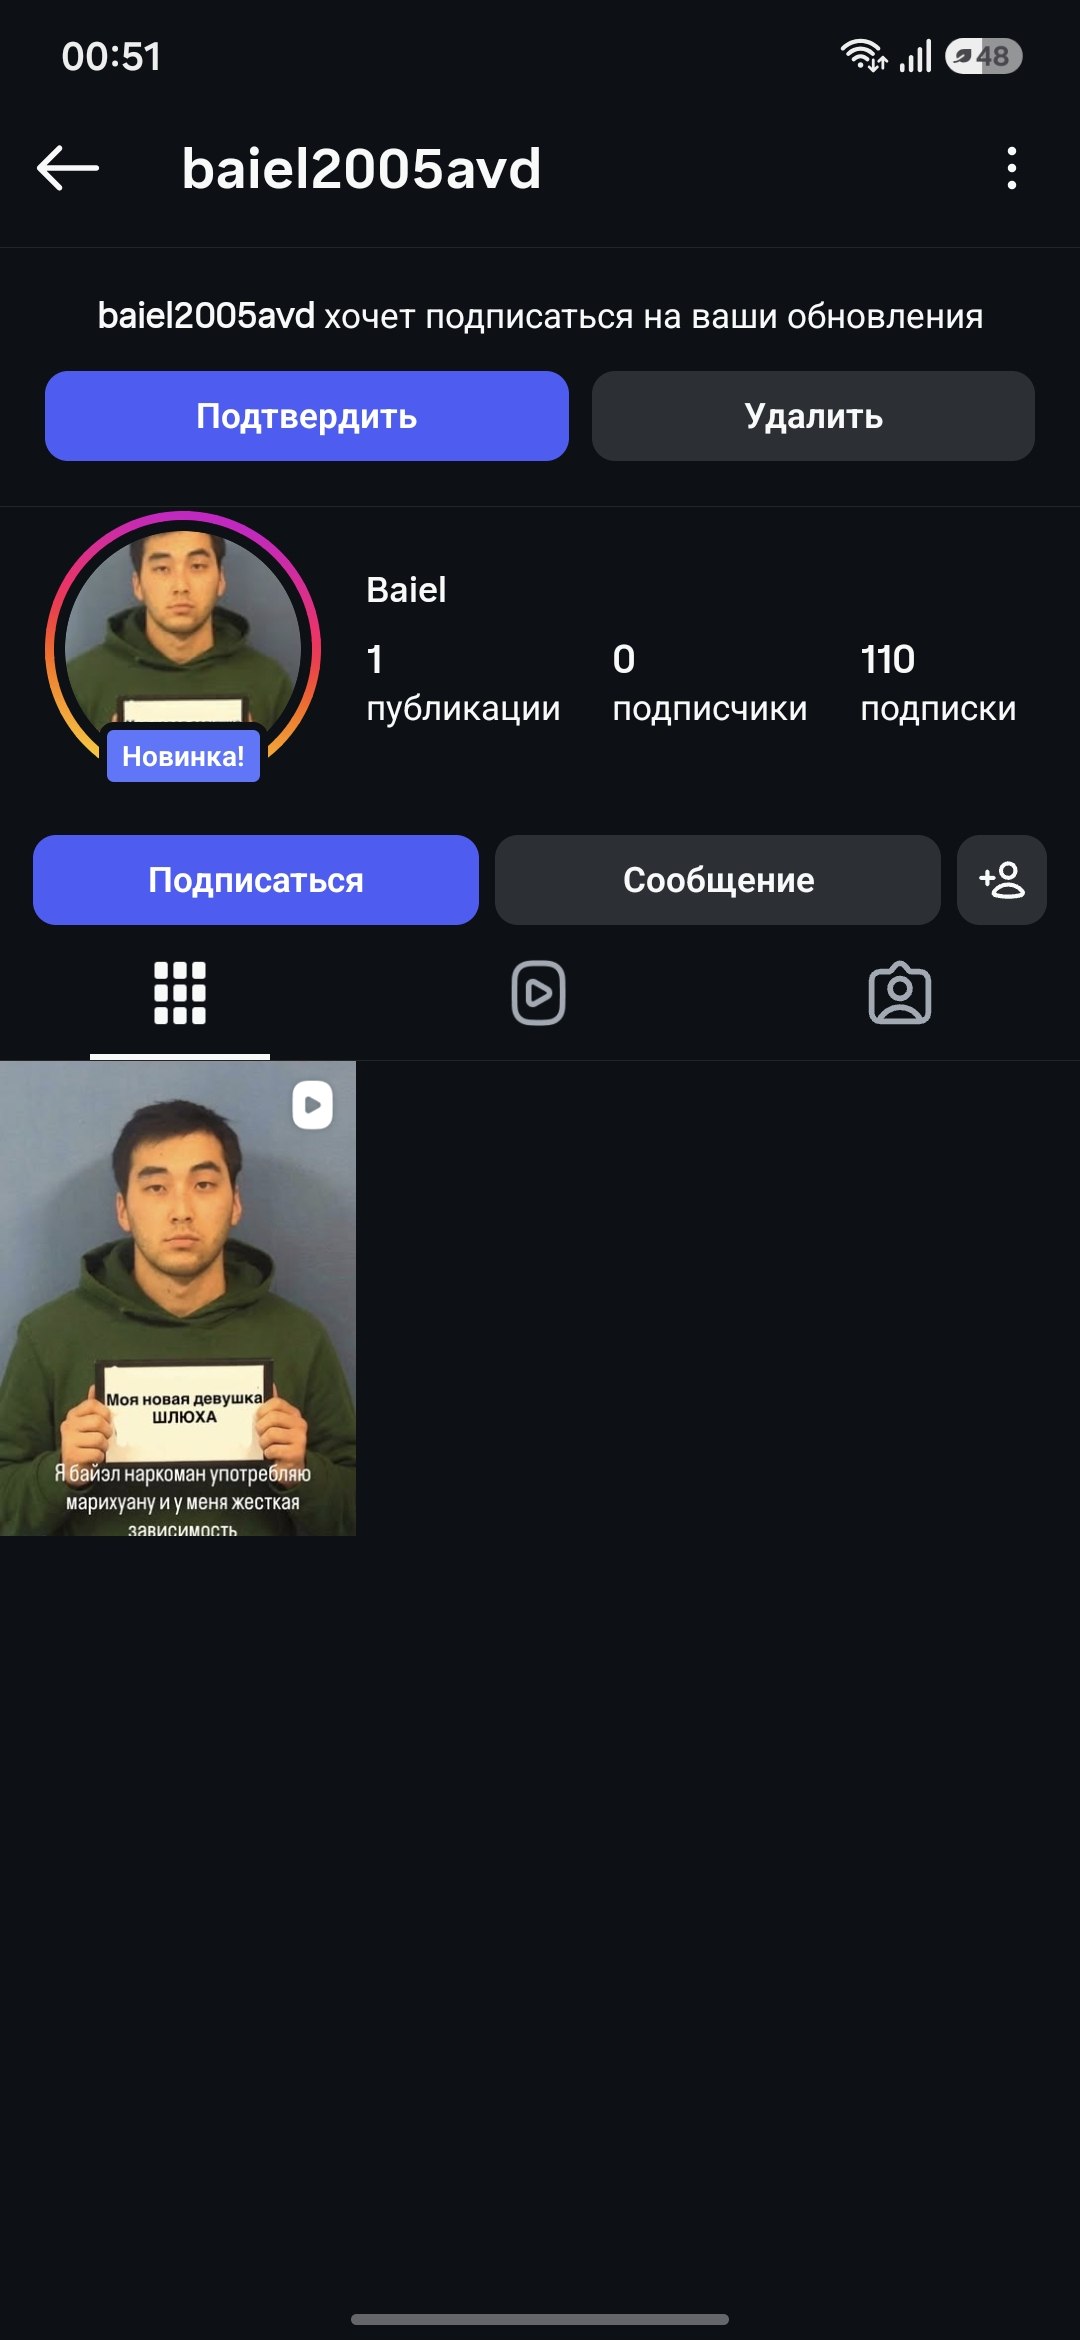 00:51
48
baiel2005avd
baiel2005avd хочет подписаться на ваши обновления
Подтвердить
Удалить
Baiel
1
0
110
публикации
подписчики
подписки
Новинка!
Подписаться
Сообщение
Моя новая девушка
ШЛЮХА
Я байэл наркоман употребляю
марихуану и у меня жесткая
зависимость